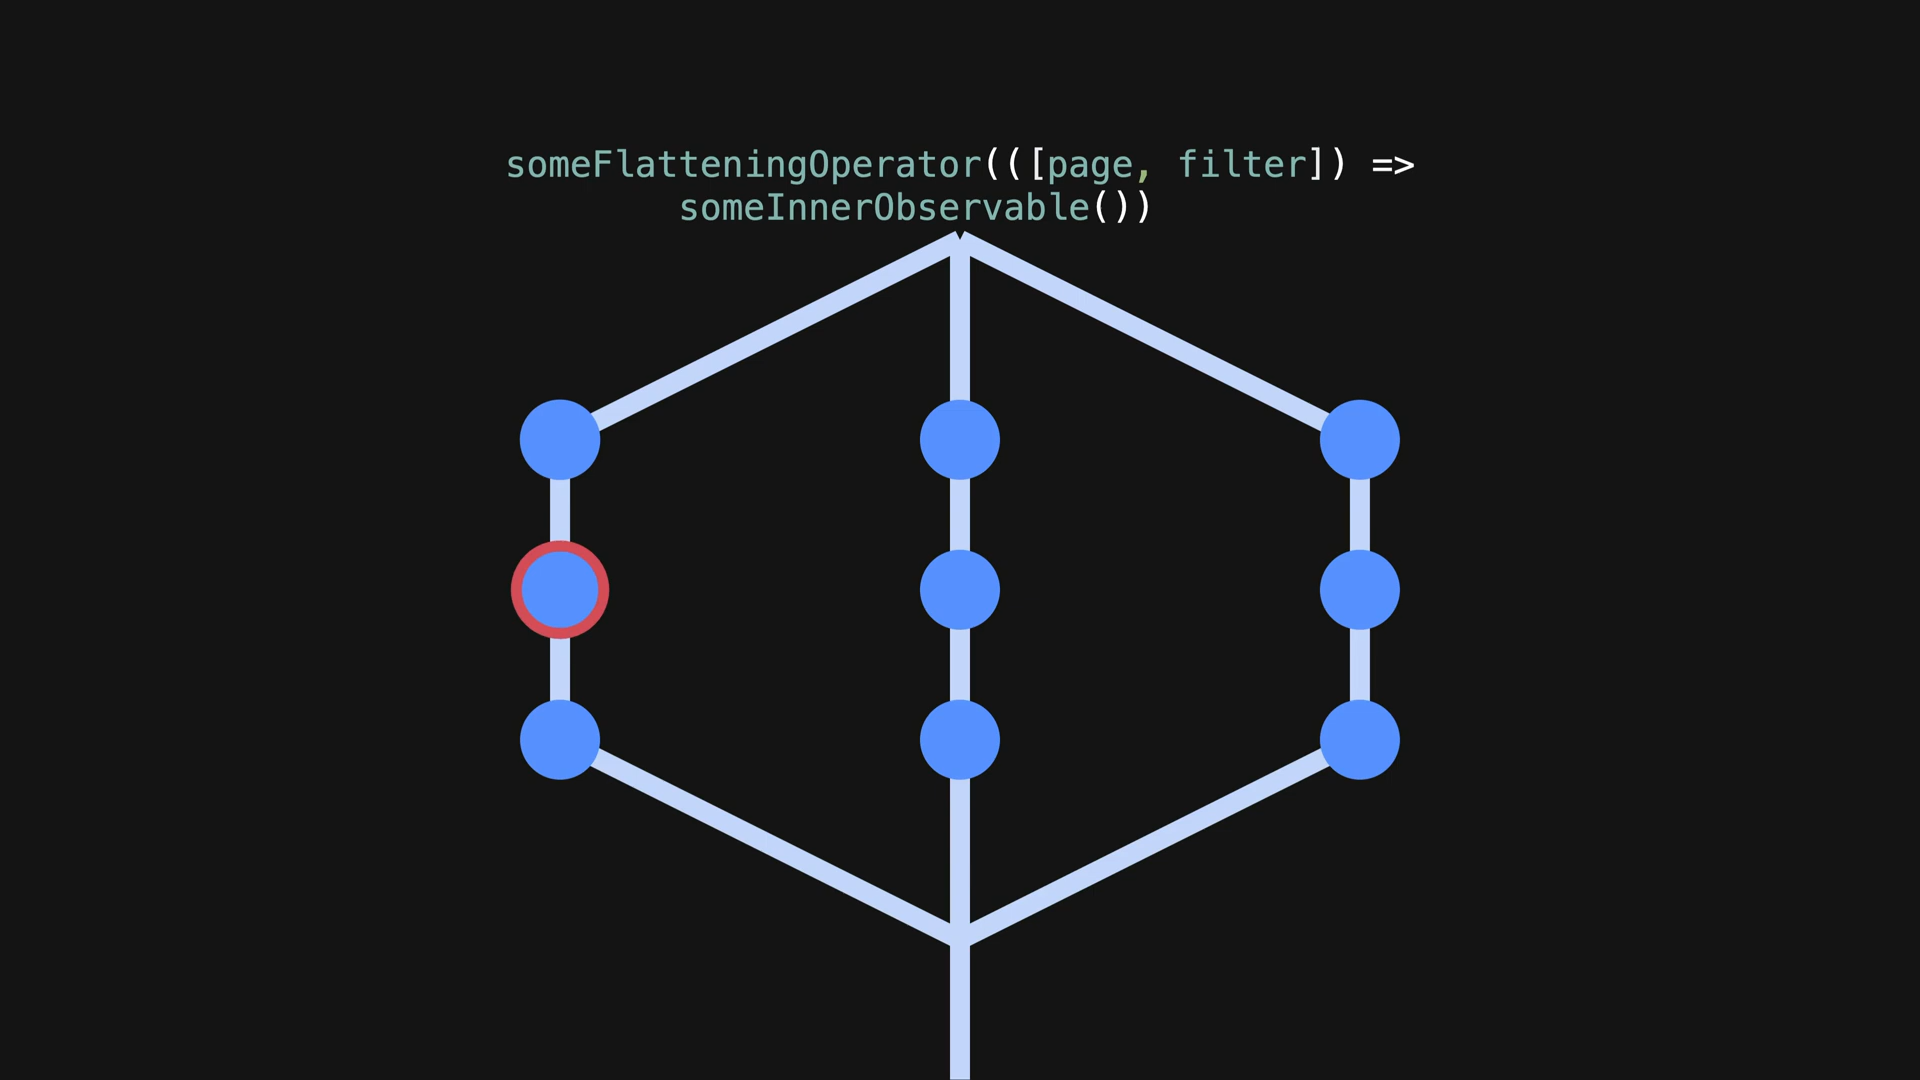 someFlatteningOperator(([page, filter]) =>
someInnerObservable())